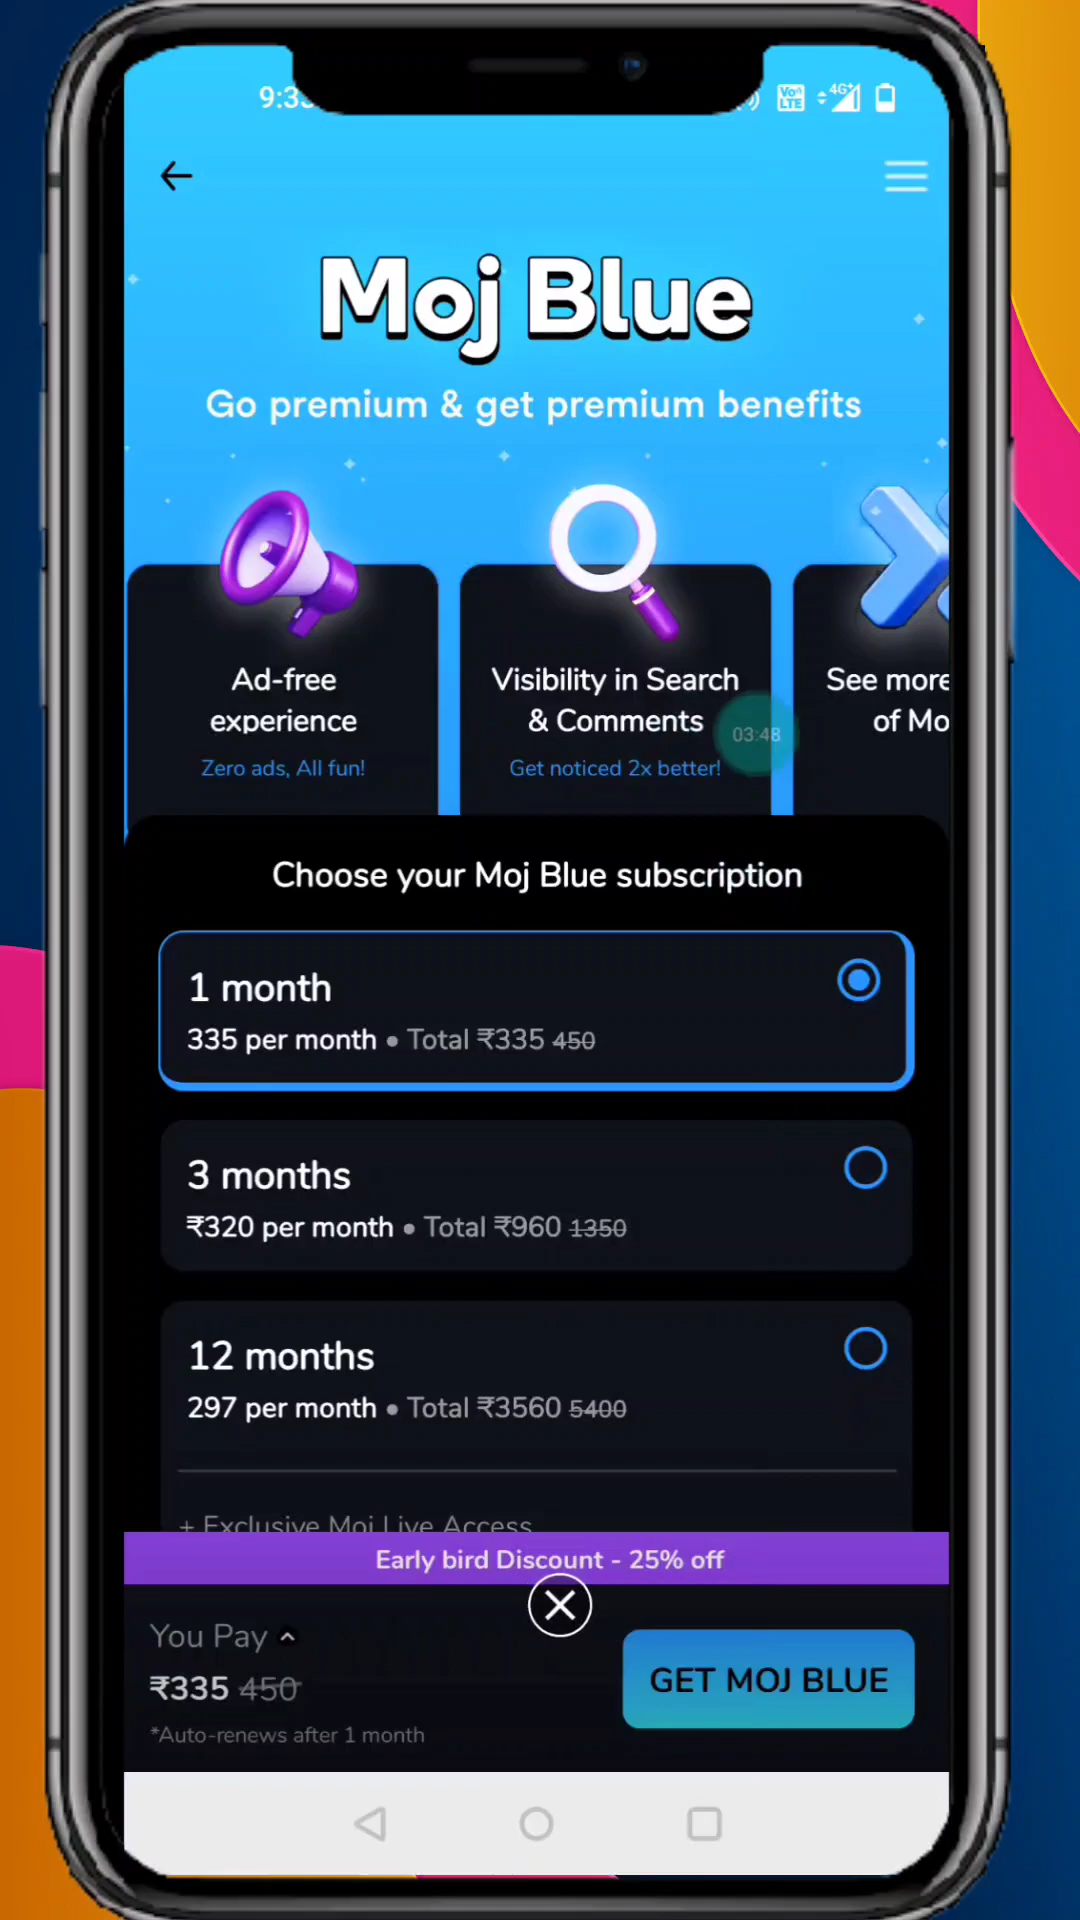 Vo
LTE
4G+
Moj Blue
Go premium & get premium benefits
Ad-free
experience
Zero ads, All fun!
Visibility in Search
& Comments
Get noticed 2x better!
See more
of Mo
03:48
Choose your Moj Blue subscription
1 month
335 per month • Total ₹335 450
3 months
₹320 per month • Total ₹960 1350
12 months
297 per month • Total ₹3560 5400
+ Exclusive Moj Live Access
Early bird Discount - 25% off
You Pay
₹335 450
*Auto-renews after 1 month
GET MOJ BLUE